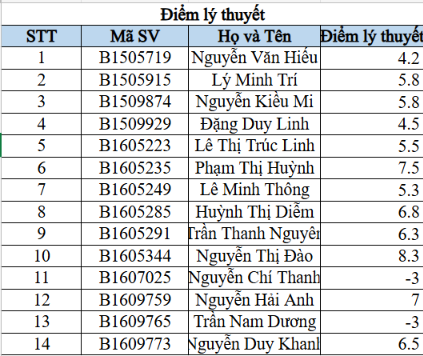 Điểm lý thuyết
STT Mã SV Họ và Tên Điểm lý thuyết
1 B1505719 Nguyễn Văn Hiếu 4.2
2 B1505915 Lý Minh Trí 5.8
3 B1509874 Nguyễn Kiều Mi 5.8
4 B1509929 Đặng Duy Linh 4.5
5 B1605223 Lê Thị Trúc Linh 5.5
6 B1605235 Phạm Thị Huỳnh 7.5
7 B1605249 Lê Minh Thông 5.3
8 B1605285 Huỳnh Thị Diễm 6.8
9 B1605291 Trần Thanh Nguyên 6.3
10 B1605344 Nguyễn Thị Đào 8.3
11 B1607025 Nguyễn Chí Thanh -3
12 B1609759 Nguyễn Hải Anh 7
13 B1609765 Trần Nam Dương -3
14 B1609773 Nguyễn Duy Khanh 6.5